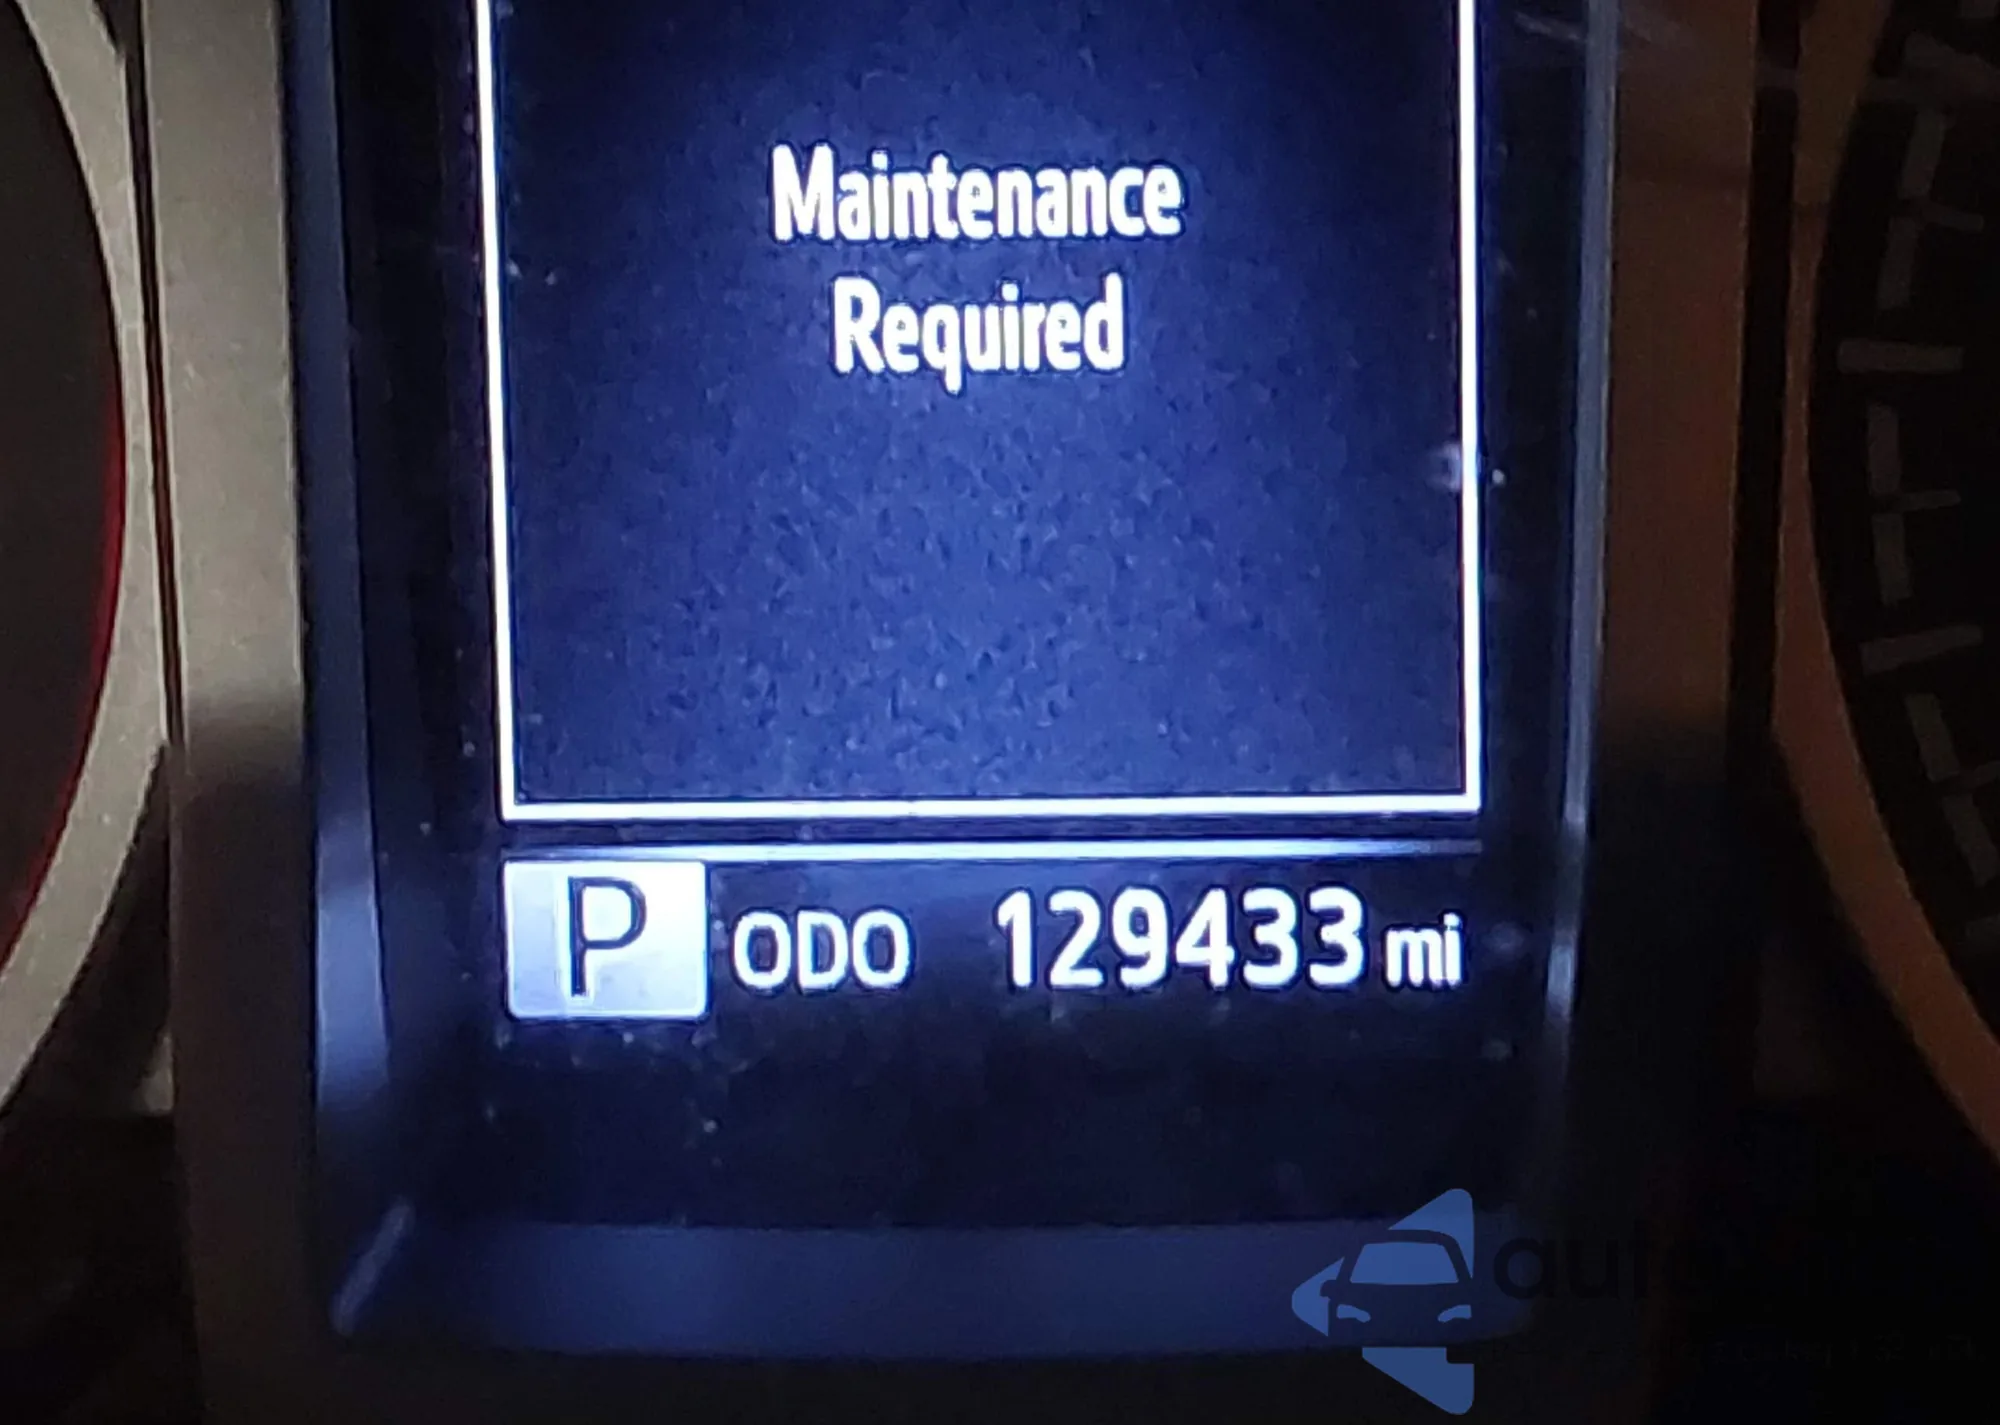 Maintenance
Required
P ODO 129433 mi